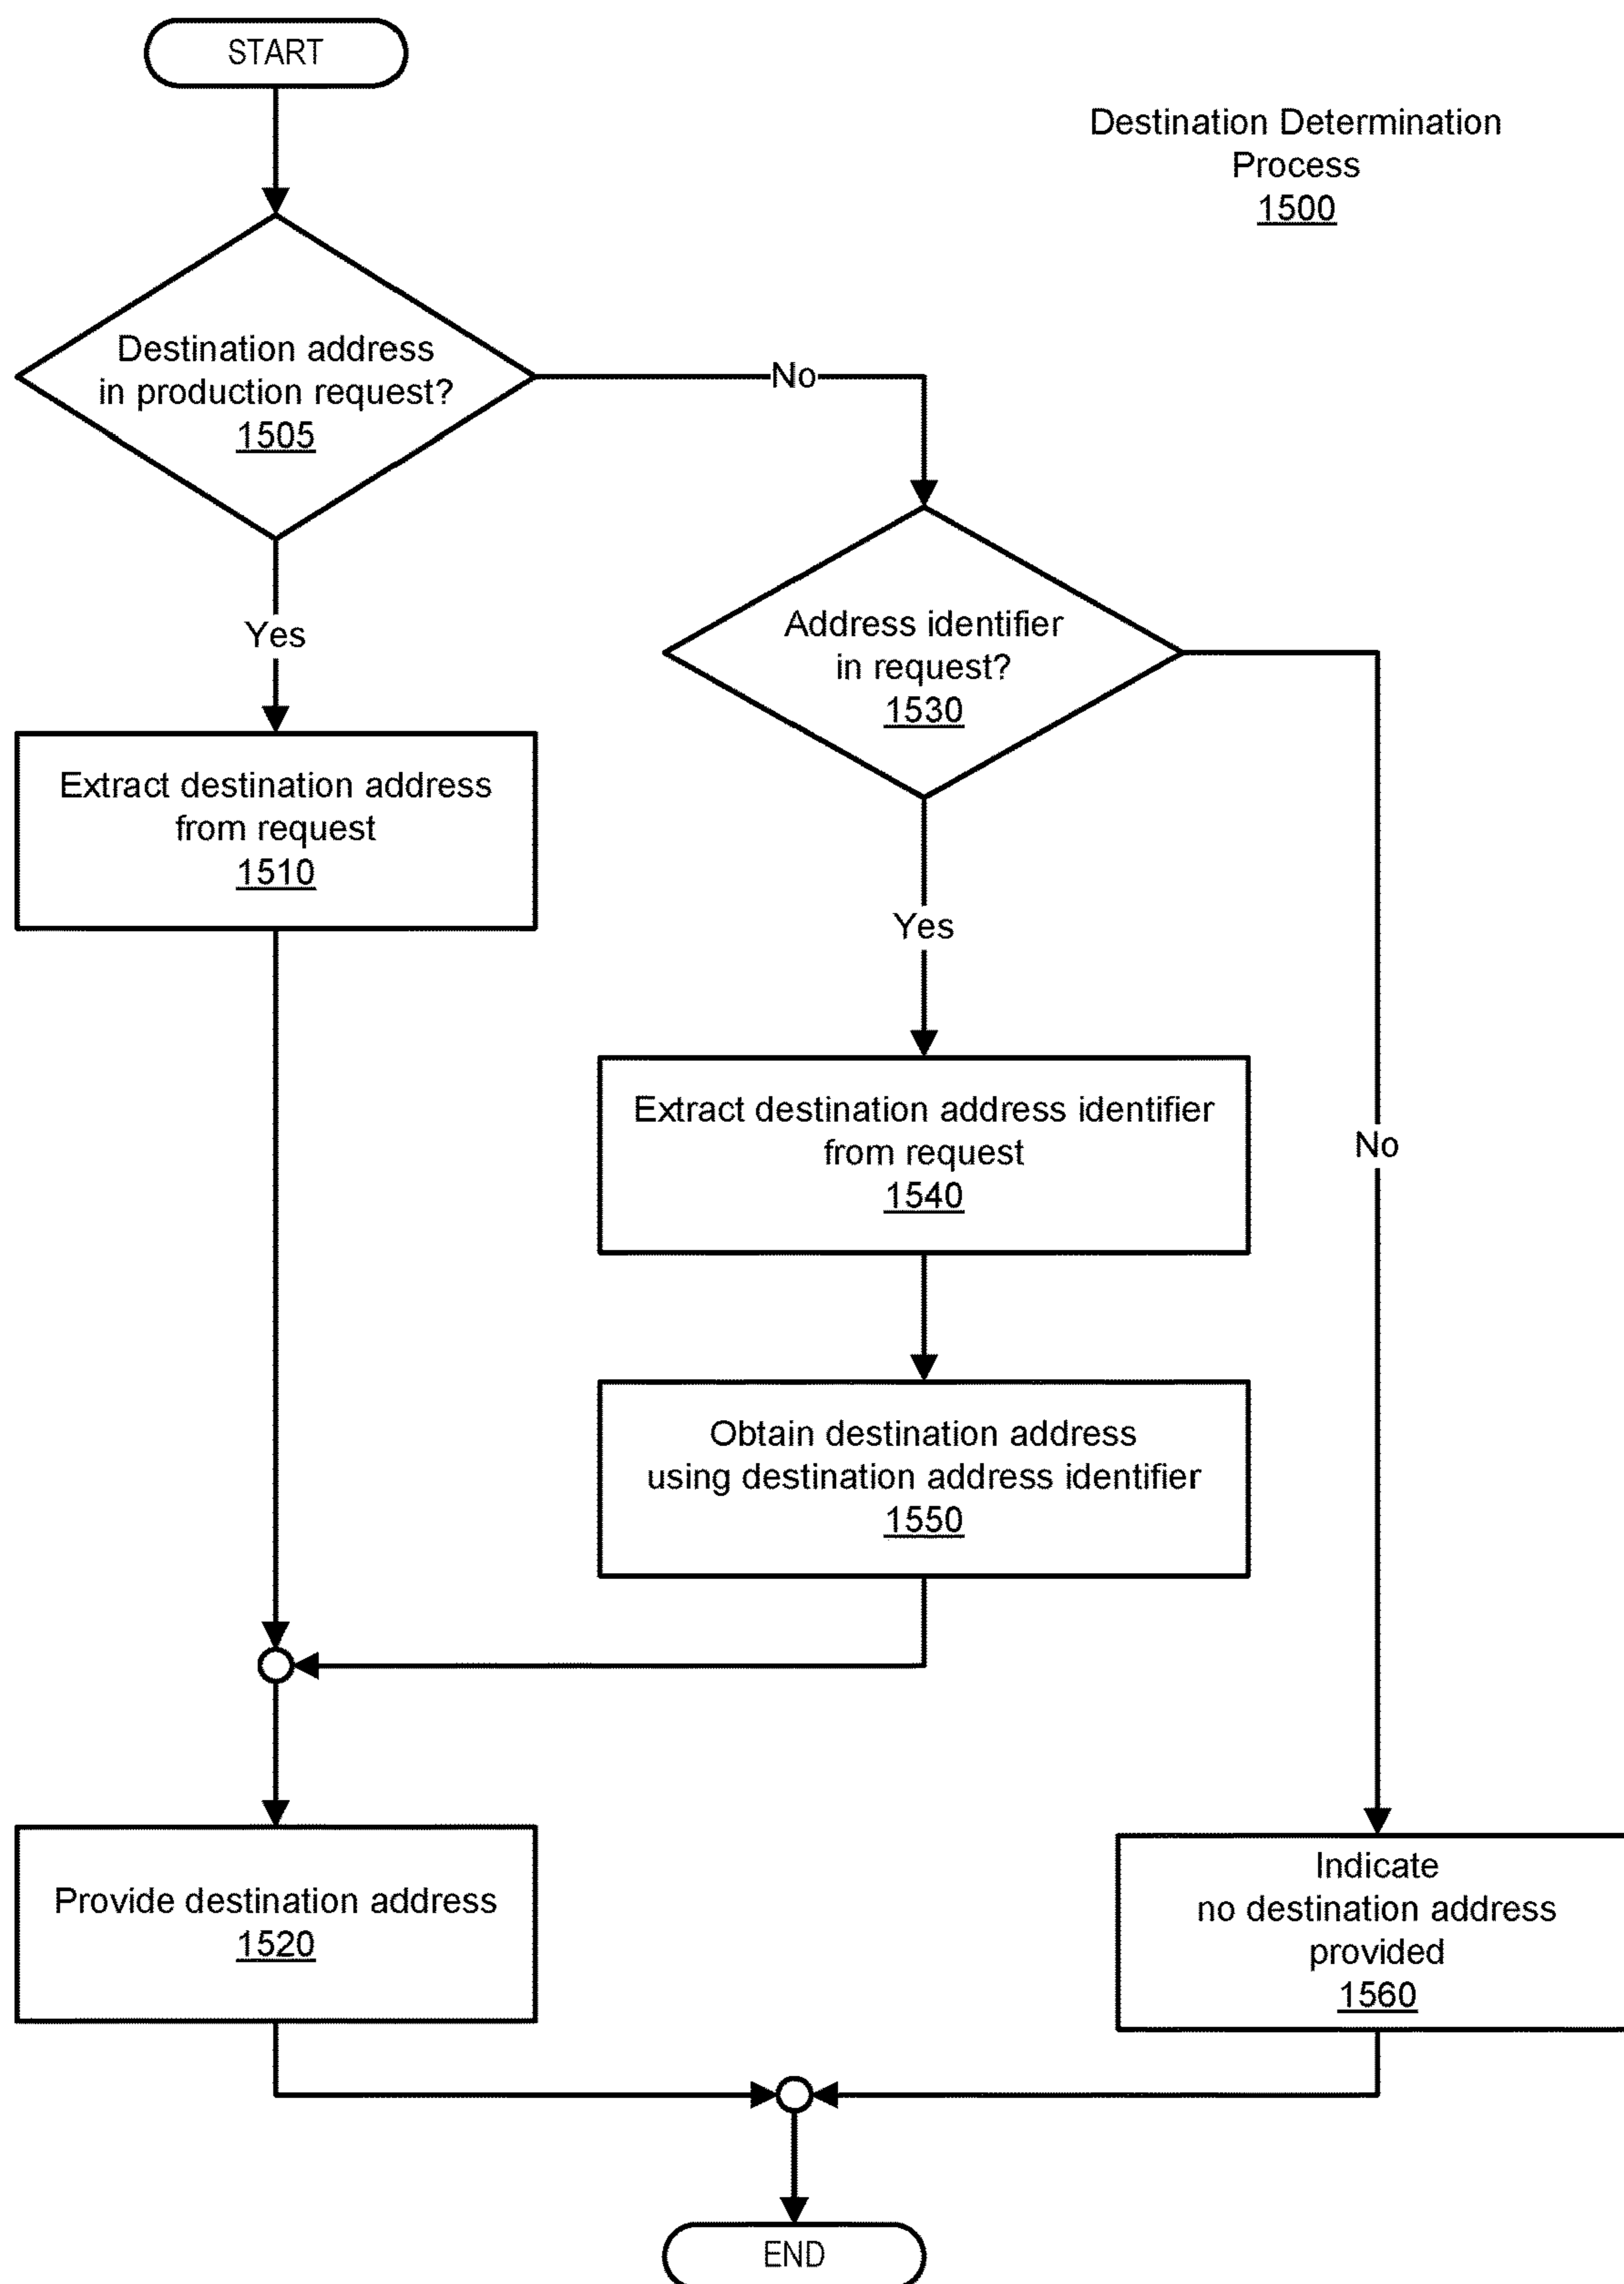 START
Destination Determination
Process
1500
Destination address
in production request?
1505
No
Yes
Address identifier
in request?
1530
Extract destination address
from request
1510
Yes
No
Extract destination address identifier
from request
1540
Obtain destination address
using destination address identifier
1550
Provide destination address
1520
Indicate
no destination address
provided
1560
END